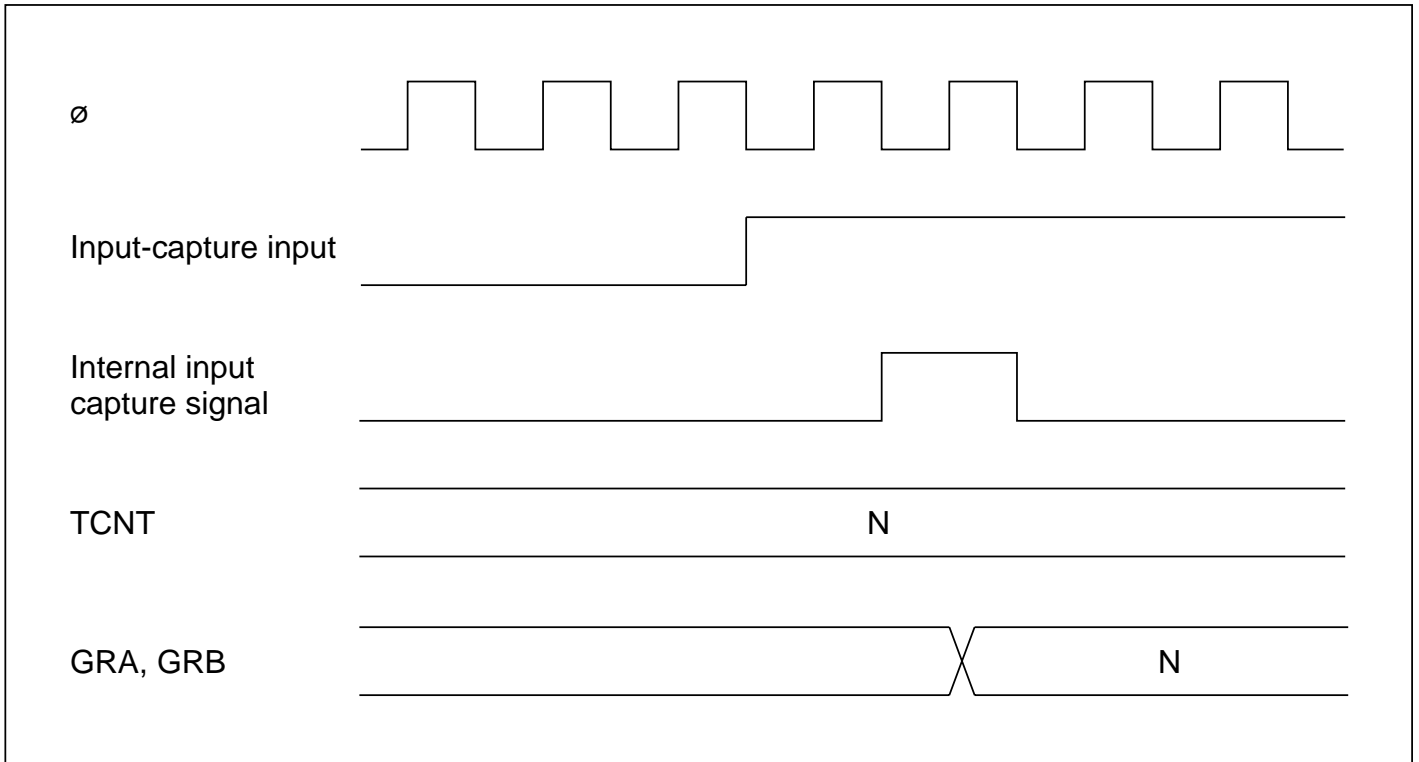 ø
Input-capture input
Internal input
capture signal
TCNT
N
GRA, GRB
N